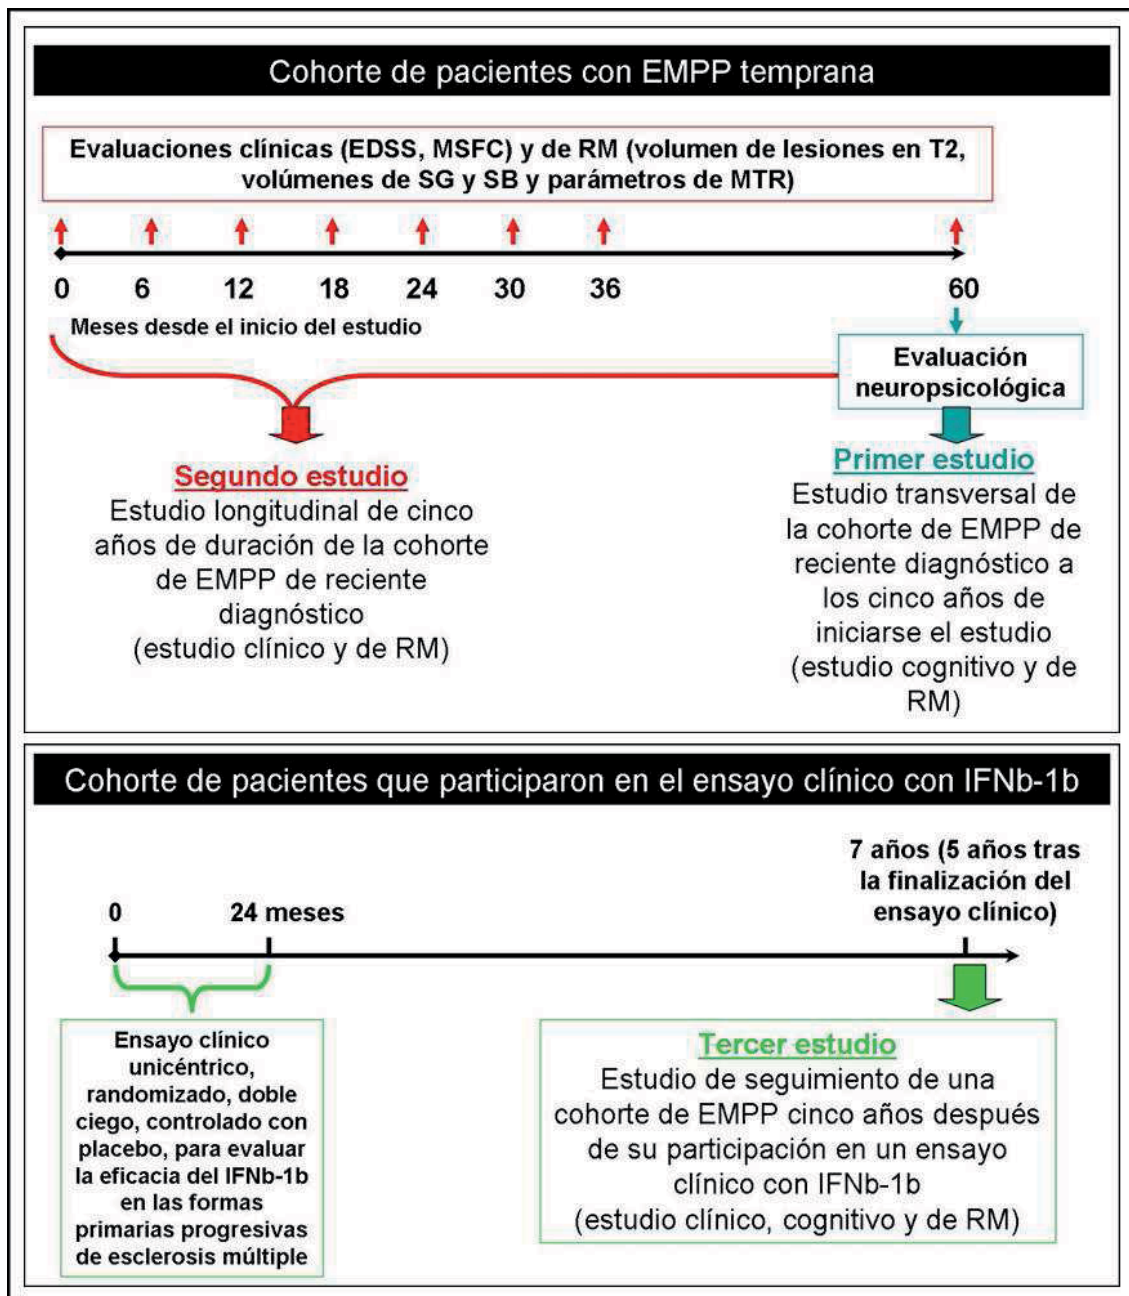 Cohorte de pacientes con EMPP temprana
Evaluaciones clínicas (EDSS, MSFC) y de RM (volumen de lesiones en T2,
volúmenes de SG y SB y parámetros de MTR)
0 6 12 18 24 30 36 60
Meses desde el inicio del estudio
Evaluación
neuropsicológica
Segundo estudio
Estudio longitudinal de cinco
años de duración de la cohorte
de EMPP de reciente
diagnóstico
(estudio clínico y de RM)
Primer estudio
Estudio transversal de
la cohorte de EMPP de
reciente diagnóstico a
los cinco años de
iniciarse el estudio
(estudio cognitivo y de
RM)
Cohorte de pacientes que participaron en el ensayo clínico con IFNb-1b
7 años (5 años tras
la finalización del
ensayo clínico)
0 24 meses
Ensayo clínico
unicéntrico,
randomizado, doble
ciego, controlado con
placebo, para evaluar
la eficacia del IFNb-1b
en las formas
primarias progresivas
de esclerosis múltiple
Tercer estudio
Estudio de seguimiento de una
cohorte de EMPP cinco años después
de su participación en un ensayo
clínico con IFNb-1b
(estudio clínico, cognitivo y de RM)